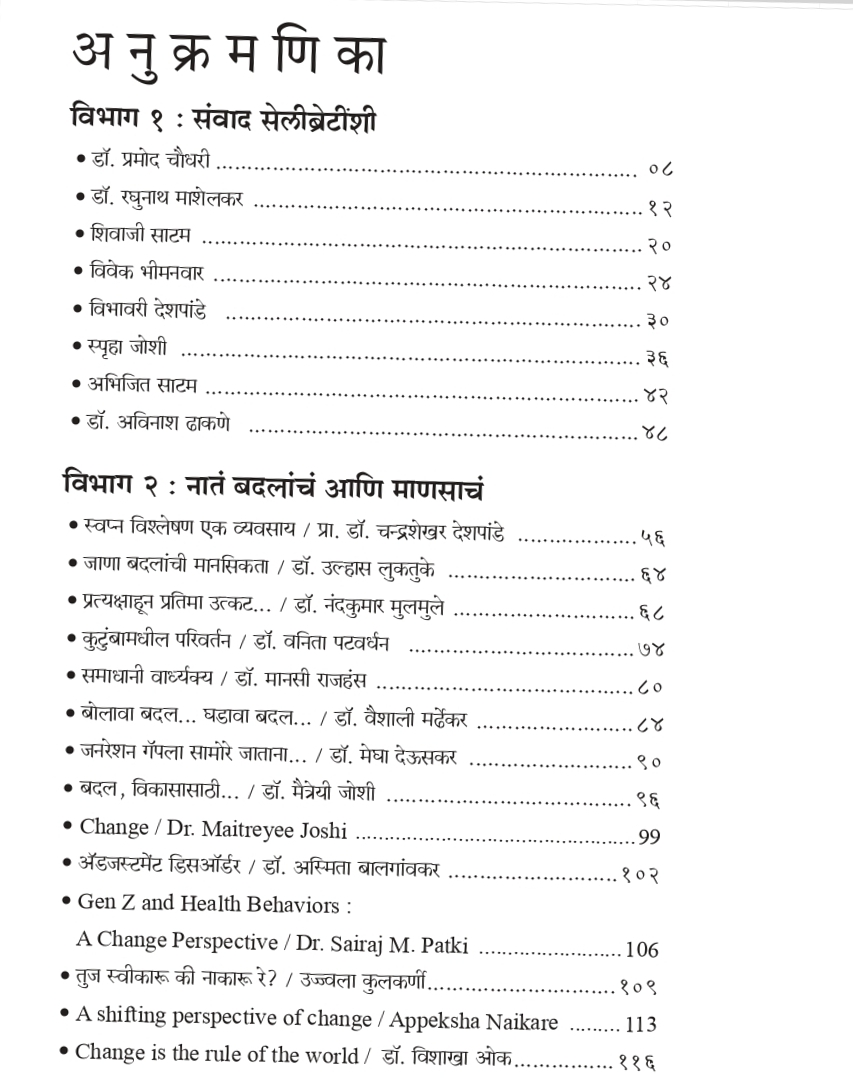 अनुक्रमणिका
विभाग १ : संवाद सेलीब्रेटींशी
• डॉ. प्रमोद चौधरी ........................................................ ०८
• डॉ. रघुनाथ माशेलकर ........................................................ १२
• शिवाजी साटम ........................................................ २०
• विवेक भीमनवार ........................................................ २४
• विभावरी देशपांडे ........................................................ ३०
• स्पृहा जोशी ........................................................ ३६
• अभिजित साटम ........................................................ ४२
• डॉ. अविनाश ढाकणे ........................................................ ४८
विभाग २ : नातं बदलांचं आणि माणसाचं
• स्वप्न विश्लेषण एक व्यवसाय / प्रा. डॉ. चन्द्रशेखर देशपांडे .................... ५६
• जाणा बदलांची मानसिकता / डॉ. उल्हास लुकतुके ............................... ६४
• प्रत्यक्षाहून प्रतिमा उत्कट... / डॉ. नंदकुमार मुलमुले .............................. ६८
• कुटुंबामधील परिवर्तन / डॉ. वनिता पटवर्धन .................................... ७४
• समाधानी वार्ध्यक्य / डॉ. मानसी राजहंस ........................................ ८०
• बोलावा बदल... घडावा बदल... / डॉ. वैशाली मर्ढेकर .......................... ८४
• जनरेशन गॅपला सामोरे जाताना... / डॉ. मेघा देऊसकर ........................... ९०
• बदल, विकासासाठी... / डॉ. मैत्रेयी जोशी ...................................... ९६
• Change / Dr. Maitreyee Joshi ................................................ 99
• ॲडजस्टमेंट डिसऑर्डर / डॉ. अस्मिता बालगांवकर ............................ १०२
• Gen Z and Health Behaviors :
A Change Perspective / Dr. Sairaj M. Patki ......................... 106
• तुज स्वीकारू की नाकारू रे? / उज्ज्वला कुलकर्णी................................ १०९
• A shifting perspective of change / Appeksha Naikare ......... 113
• Change is the rule of the world / डॉ. विशाखा ओक................. ११६